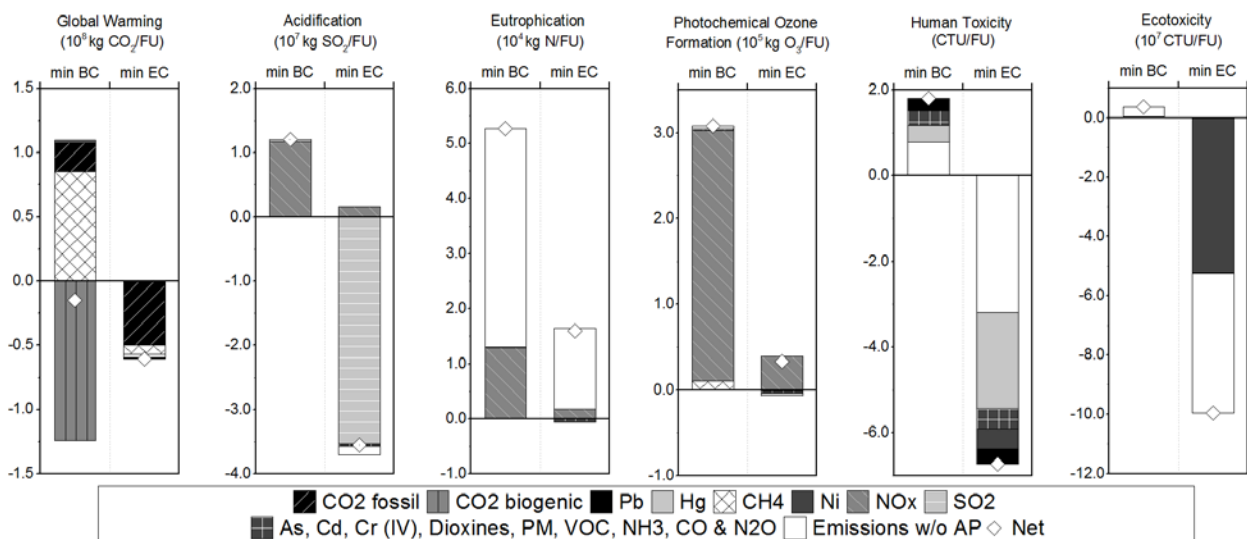 Global Warming
(10⁸ kg CO₂/FU)
min BC min EC
1.5
1.0
0.5
0.0
-0.5
-1.0
-1.5
Acidification
(10⁷ kg SO₂/FU)
min BC min EC
2.0
1.0
0.0
-1.0
-2.0
-3.0
-4.0
Eutrophication
(10⁴ kg N/FU)
min BC min EC
6.0
5.0
4.0
3.0
2.0
1.0
0.0
-1.0
Photochemical Ozone
Formation (10⁵ kg O₃/FU)
min BC min EC
3.0
2.0
1.0
0.0
-1.0
Human Toxicity
(CTU/FU)
min BC min EC
2.0
0.0
-2.0
-4.0
-6.0
Ecotoxicity
(10⁷ CTU/FU)
min BC min EC
0.0
-2.0
-4.0
-6.0
-8.0
-10.0
-12.0
CO2 fossil CO2 biogenic Pb Hg CH4 Ni NOx SO2
As, Cd, Cr (IV), Dioxines, PM, VOC, NH3, CO & N2O Emissions w/o AP Net